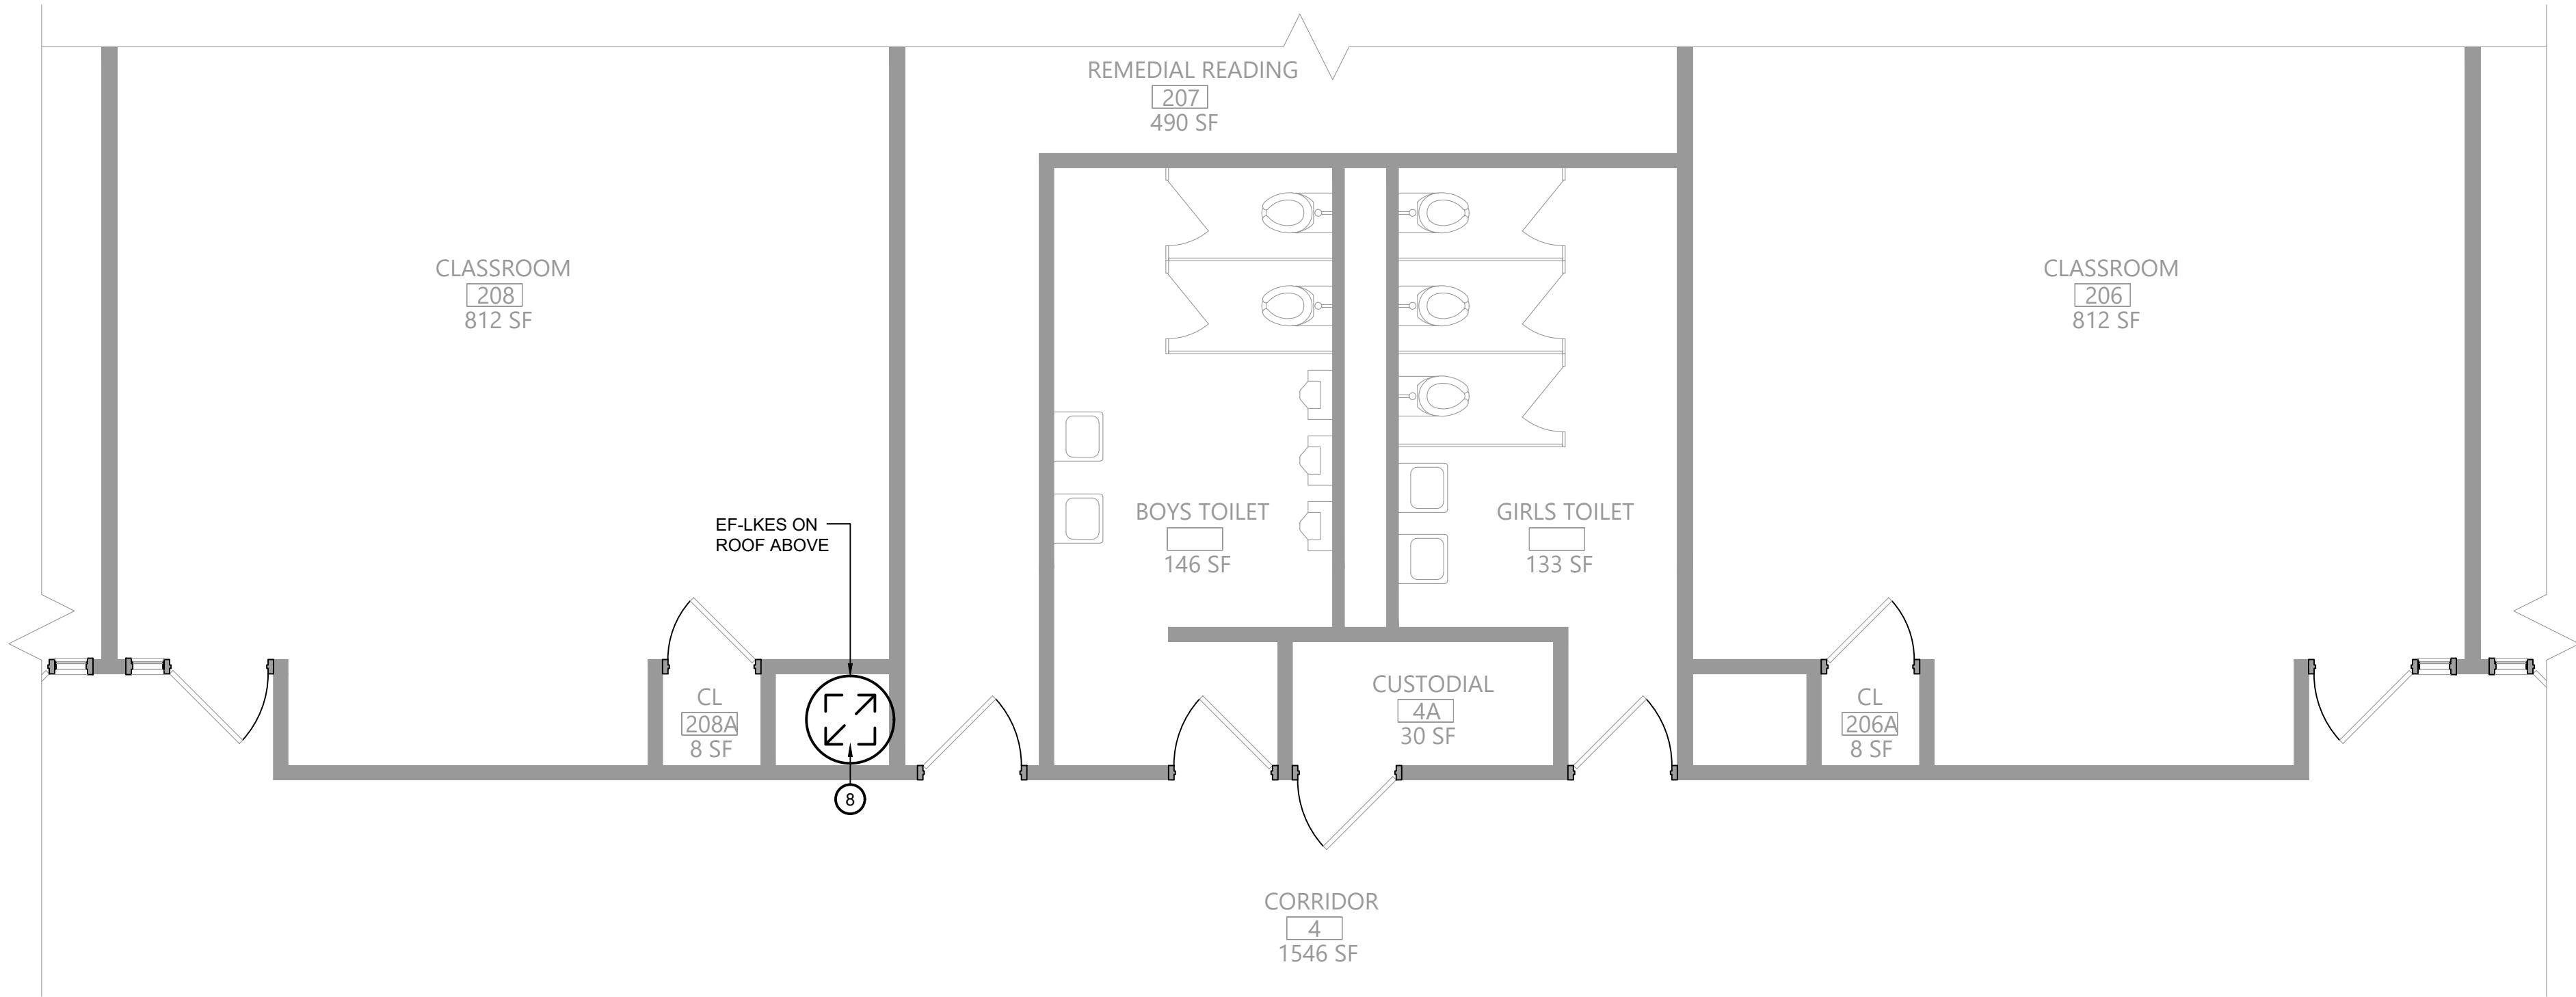 REMEDIAL READING
207
490 SF
CLASSROOM
208
812 SF
CLASSROOM
206
812 SF
EF-LKES ON
ROOF ABOVE
BOYS TOILET
146 SF
GIRLS TOILET
133 SF
CL
208A
8 SF
CUSTODIAL
4A
30 SF
CL
206A
8 SF
8
CORRIDOR
4
1546 SF